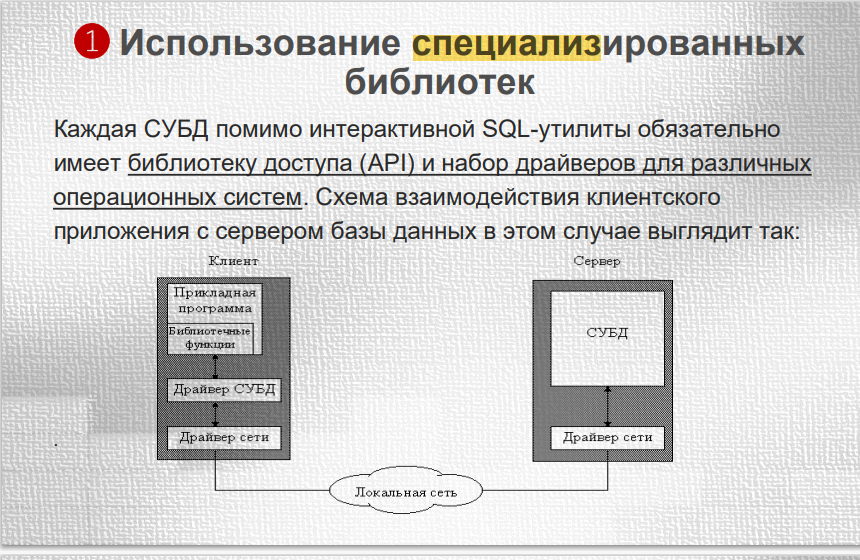 1 Использование специализированных
библиотек
Каждая СУБД помимо интерактивной SQL-утилиты обязательно
имеет библиотеку доступа (API) и набор драйверов для различных
операционных систем. Схема взаимодействия клиентского
приложения с сервером базы данных в этом случае выглядит так:
Клиент
Прикладная
программа
Библиотечные
функции
Драйвер СУБД
Драйвер сети
Сервер
СУБД
Драйвер сети
Локальная сеть
.